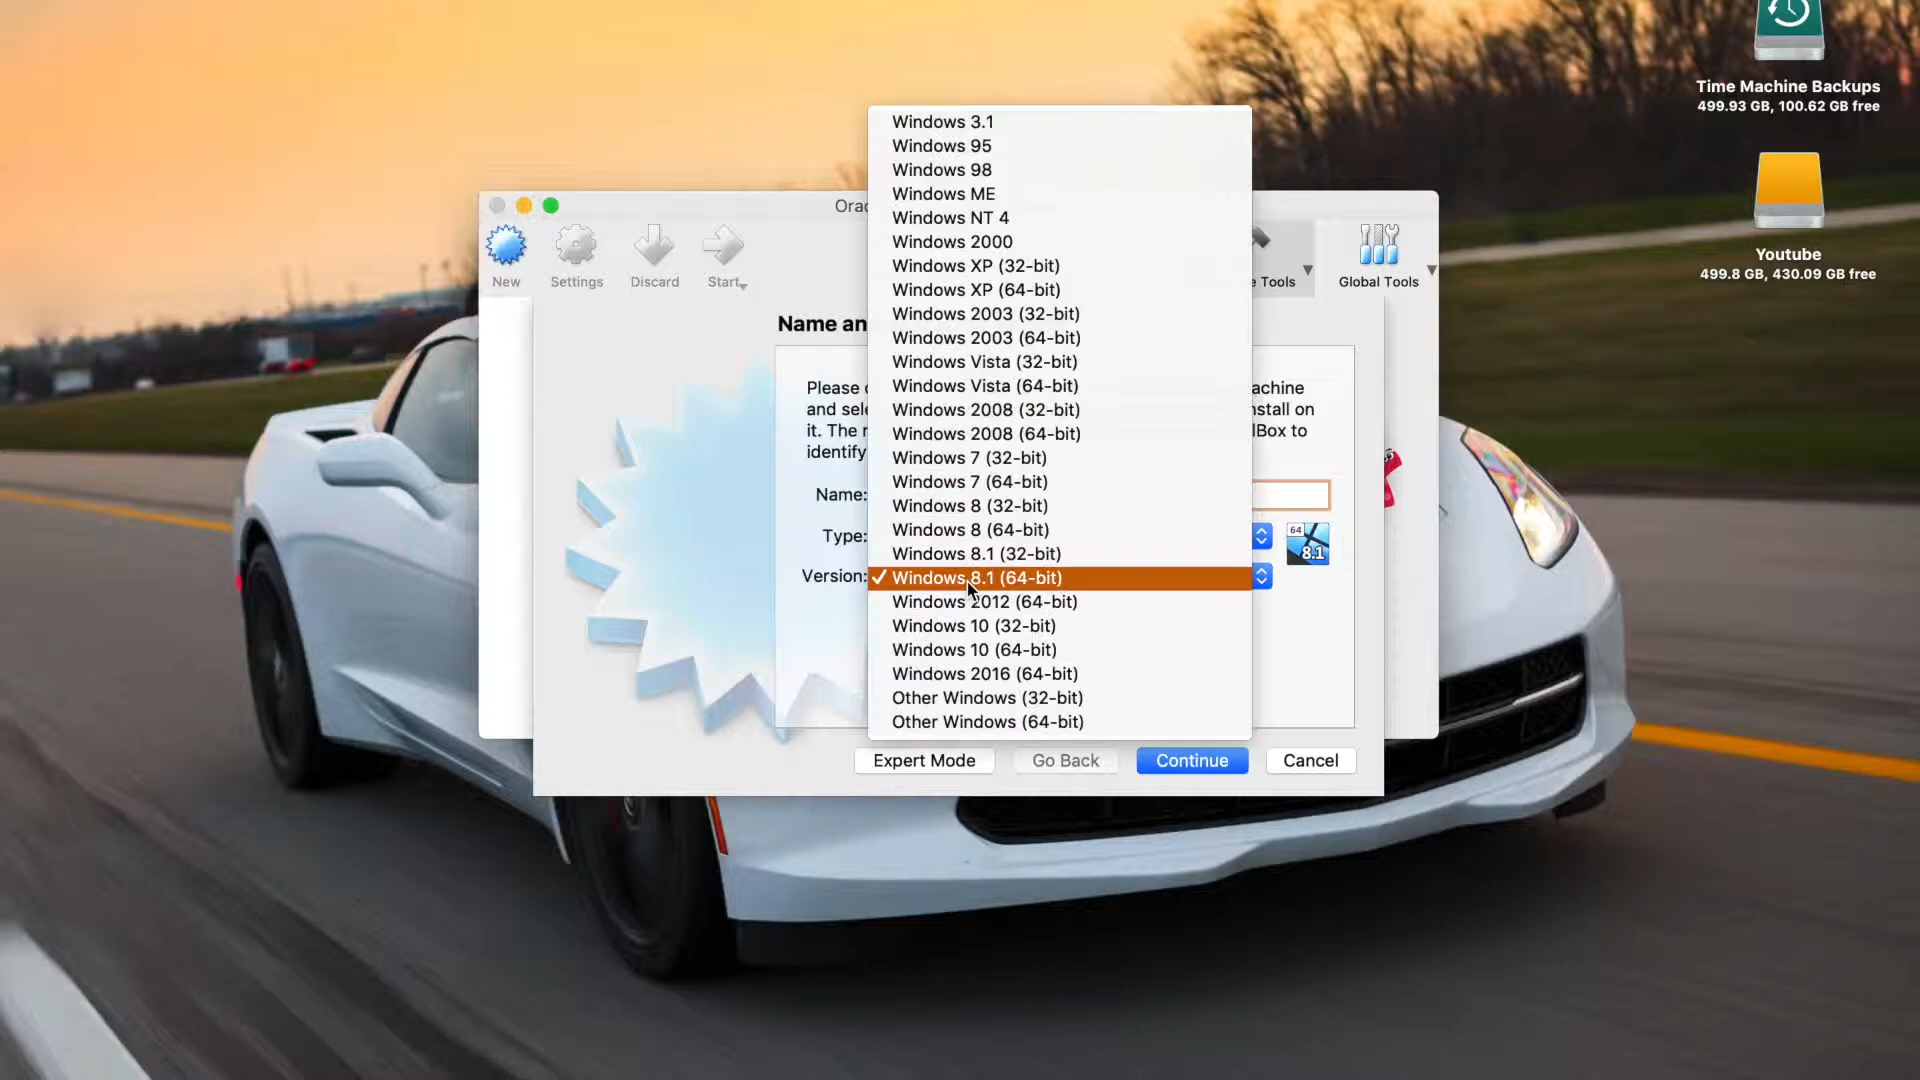 Time Machine Backups
499.93 GB, 100.62 GB free
Youtube
499.8 GB, 430.09 GB free
Orac
New
Settings
Discard
Start
e Tools
Global Tools
Name an
Please c
achine
and sele
nstall on
it. The n
lBox to
identify
Name:
Type:
Version:
64
8.1
Windows 3.1
Windows 95
Windows 98
Windows ME
Windows NT 4
Windows 2000
Windows XP (32-bit)
Windows XP (64-bit)
Windows 2003 (32-bit)
Windows 2003 (64-bit)
Windows Vista (32-bit)
Windows Vista (64-bit)
Windows 2008 (32-bit)
Windows 2008 (64-bit)
Windows 7 (32-bit)
Windows 7 (64-bit)
Windows 8 (32-bit)
Windows 8 (64-bit)
Windows 8.1 (32-bit)
✓ Windows 8.1 (64-bit)
Windows 2012 (64-bit)
Windows 10 (32-bit)
Windows 10 (64-bit)
Windows 2016 (64-bit)
Other Windows (32-bit)
Other Windows (64-bit)
Expert Mode
Go Back
Continue
Cancel